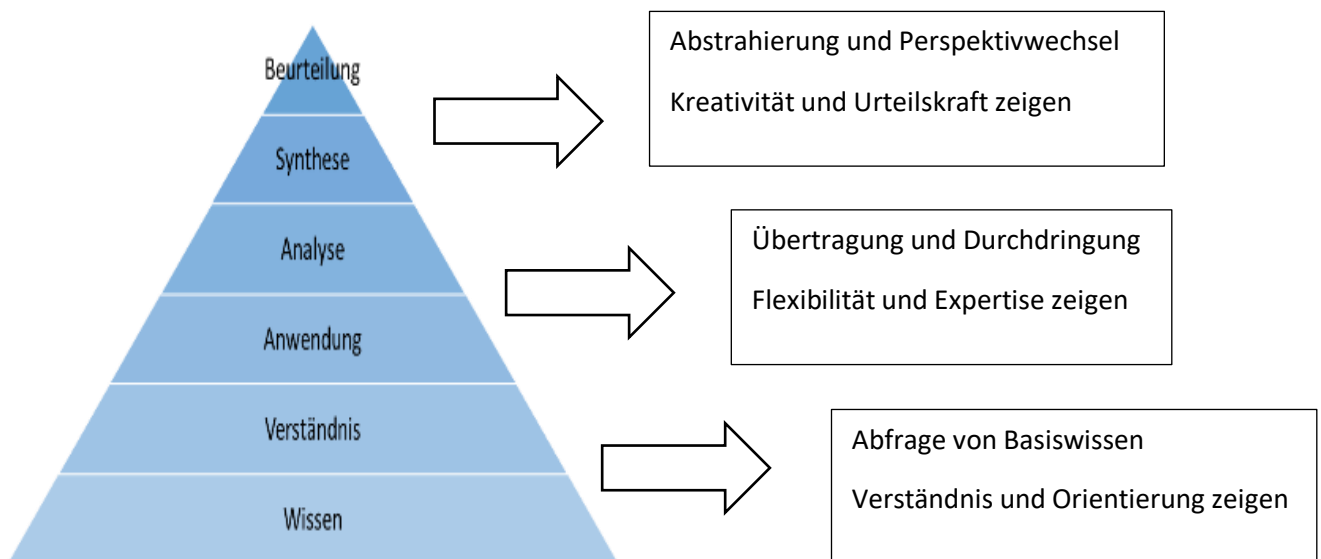 Beurteilung
Synthese
Analyse
Anwendung
Verständnis
Wissen
Abstrahierung und Perspektivwechsel
Kreativität und Urteilskraft zeigen
Übertragung und Durchdringung
Flexibilität und Expertise zeigen
Abfrage von Basiswissen
Verständnis und Orientierung zeigen